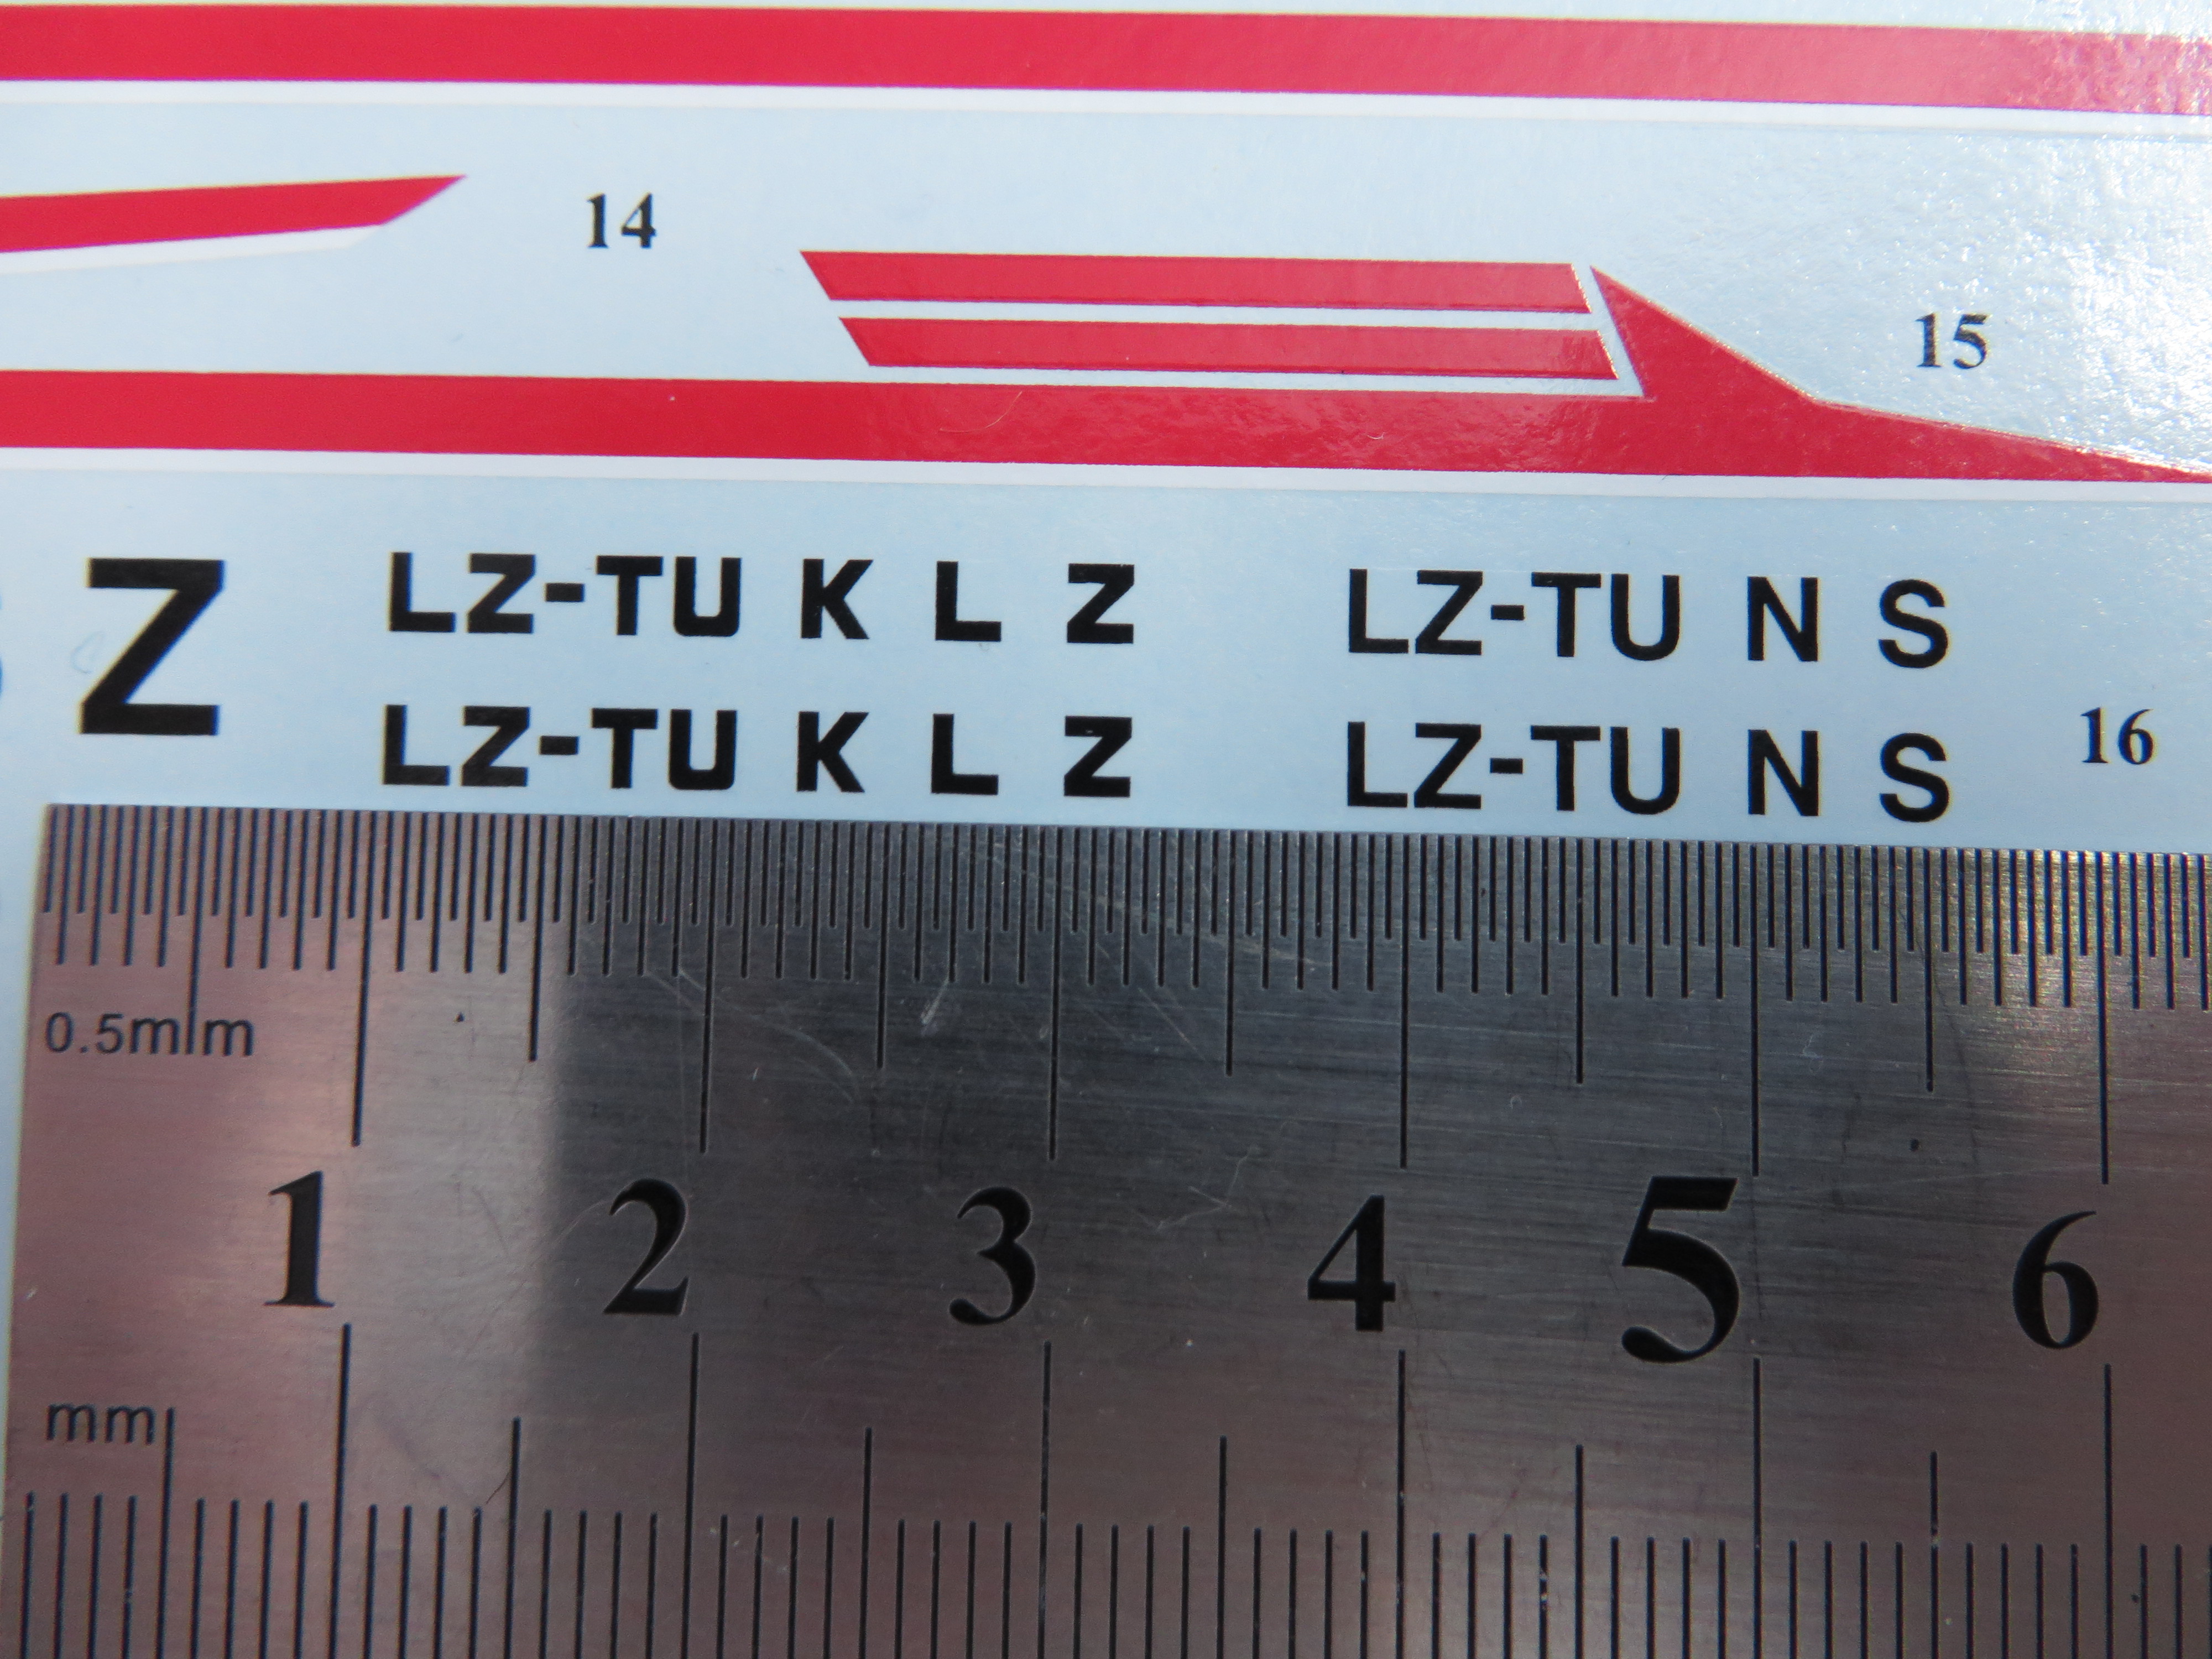 14
15
Z
LZ-TU K L Z LZ-TU N S
LZ-TU K L Z LZ-TU N S
16
0.5mm
1 2 3 4 5 6
mm